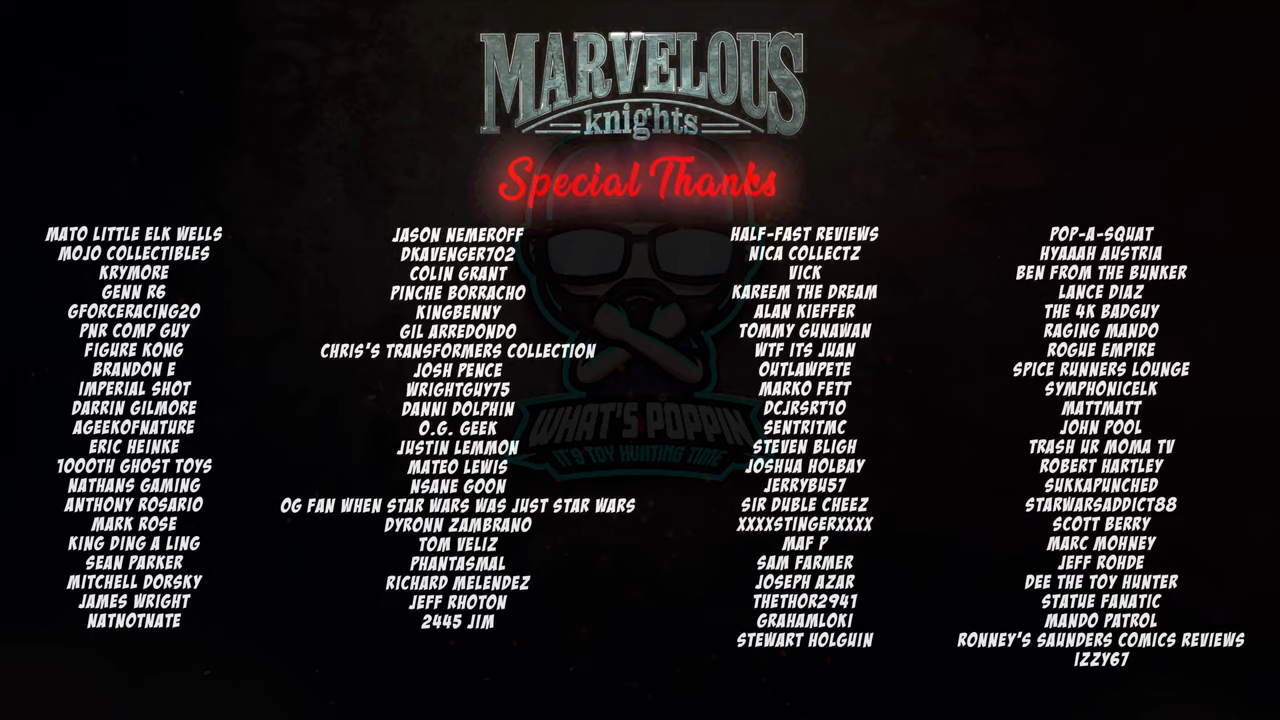 MARVELOUS
knights
Special Thanks
MATO LITTLE ELK WELLS
MOJO COLLECTIBLES
KRYMORE
GENN R6
GFORCERACING20
PNR COMP GUY
FIGURE KONG
BRANDON E
IMPERIAL SHOT
DARRIN GILMORE
AGEEKOFNATURE
ERIC HEINKE
1000TH GHOST TOYS
NATHANS GAMING
ANTHONY ROSARIO
MARK ROSE
KING DING A LING
SEAN PARKER
MITCHELL DORSKY
JAMES WRIGHT
NATNOTNATE
JASON NEMEROFF
DKAVENGER702
COLIN GRANT
PINCHE BORRACHO
KINGBENNY
GIL ARREDONDO
CHRIS'S TRANSFORMERS COLLECTION
JOSH PENCE
WRIGHTGUY75
DANNI DOLPHIN
O.G. GEEK
JUSTIN LEMMON
MATEO LEWIS
NSANE GOON
OG FAN WHEN STAR WARS WAS JUST STAR WARS
DYRONN ZAMBRANO
TOM VELIZ
PHANTASMAL
RICHARD MELENDEZ
JEFF RHOTON
2445 JIM
HALF-FAST REVIEWS
NICA COLLECTZ
VICK
KAREEM THE DREAM
ALAN KIEFFER
TOMMY GUNAWAN
WTF ITS JUAN
OUTLAWPETE
MARKO FETT
DCJRSRT10
SENTRITMC
STEVEN BLIGH
JOSHUA HOLBAY
JERRYBU57
SIR DUBLE CHEEZ
XXXXSTINGERXXXX
MAF P
SAM FARMER
JOSEPH AZAR
THETHOR2941
GRAHAMLOKI
STEWART HOLGUIN
POP-A-SQUAT
HYAAAH AUSTRIA
BEN FROM THE BUNKER
LANCE DIAZ
THE 4K BADGUY
RAGING MANDO
ROGUE EMPIRE
SPICE RUNNERS LOUNGE
SYMPHONICELK
MATTMATT
JOHN POOL
TRASH UR MOMA TV
ROBERT HARTLEY
SUKKAPUNCHED
STARWARSADDICT88
SCOTT BERRY
MARC MOHNEY
JEFF ROHDE
DEE THE TOY HUNTER
STATUE FANATIC
MANDO PATROL
RONNEY'S SAUNDERS COMICS REVIEWS
IZZY67
WHAT'S POPPIN
IT'S TOY HUNTING TIME